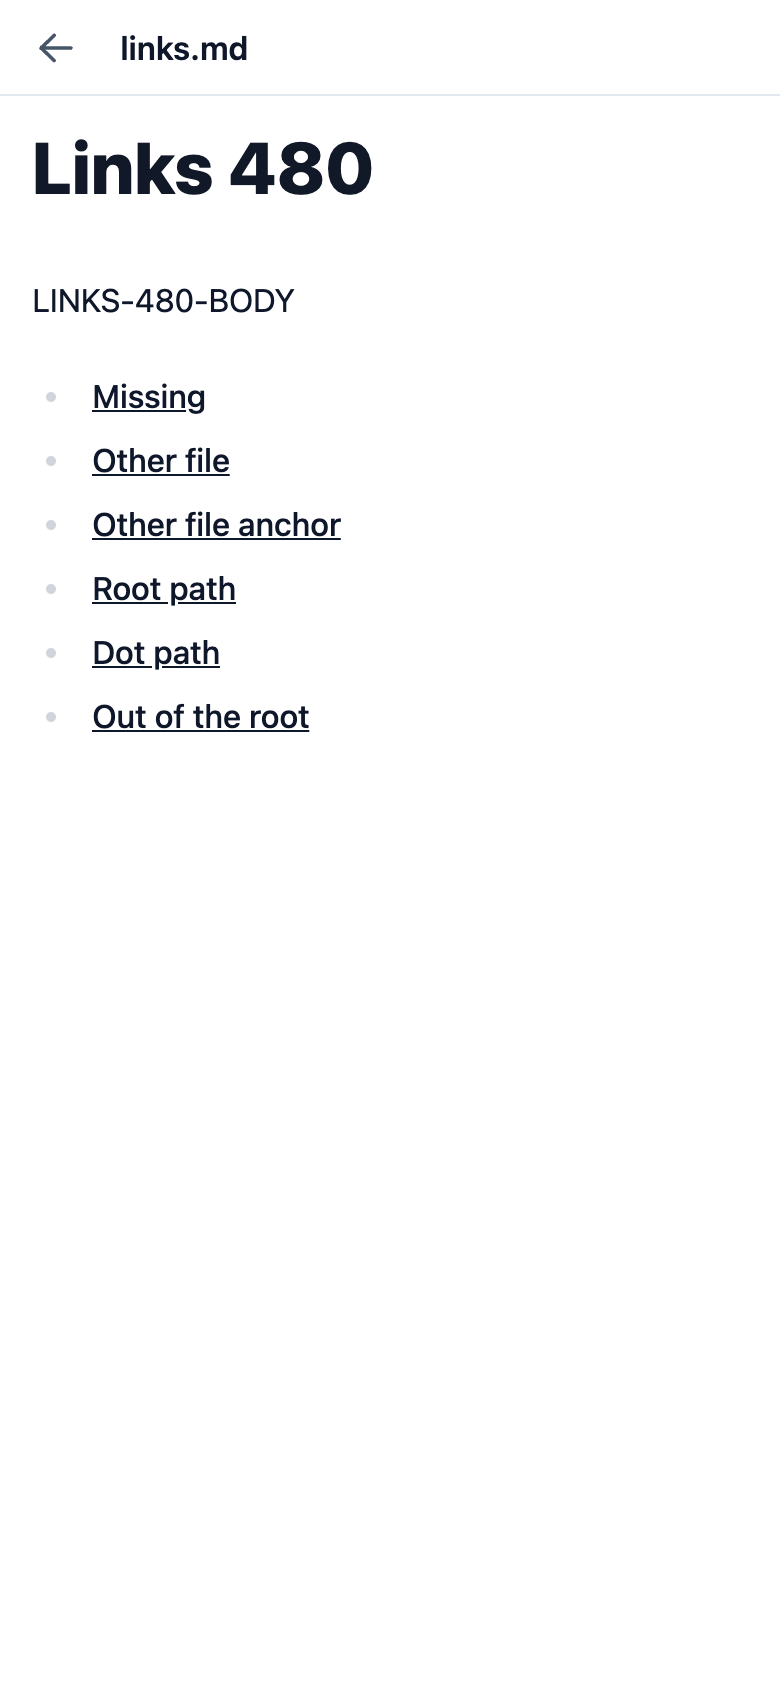 links.md
Links 480
LINKS-480-BODY
Missing
Other file
Other file anchor
Root path
Dot path
Out of the root